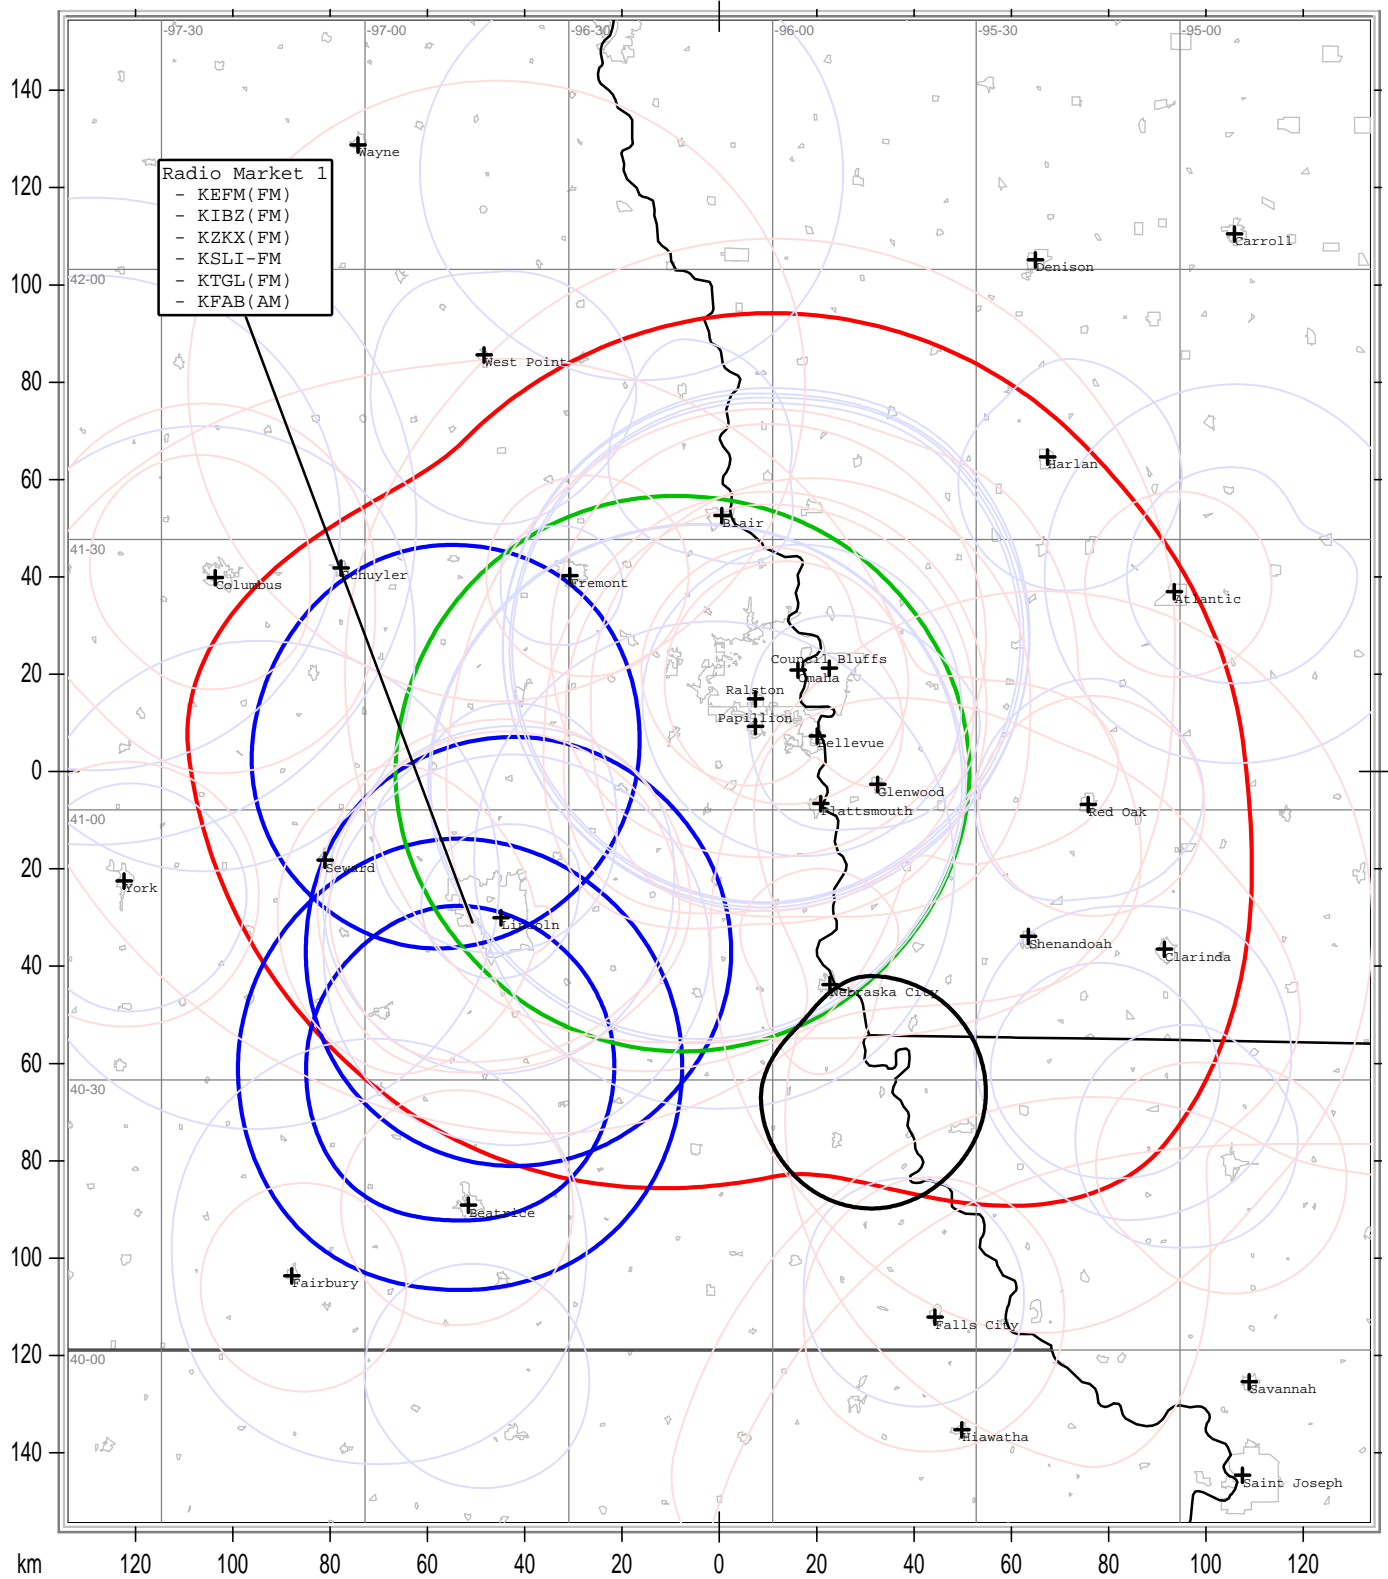 -97-30
-97-00
-96-30
-96-00
-95-30
-95-00
140
Wayne
Radio Market 1
- KEFM(FM)
- KIBZ(FM)
- KZKX(FM)
- KSLI-FM
- KTGL(FM)
- KFAB(AM)
120
Carroll
Denison
42-00
100
West Point
80
Harlan
60
Blair
41-30
40
Columbus
Schuyler
Fremont
Atlantic
20
Council Bluffs
Omaha
Ralston
Papillion
Bellevue
0
Glenwood
Plattsmouth
Red Oak
41-00
20
Seward
York
Lincoln
40
Shenandoah
Clarinda
Nebraska City
60
40-30
80
Beatrice
100
Fairbury
Falls City
120
40-00
Savannah
140
Hiawatha
Saint Joseph
km 120 100 80 60 40 20 0 20 40 60 80 100 120